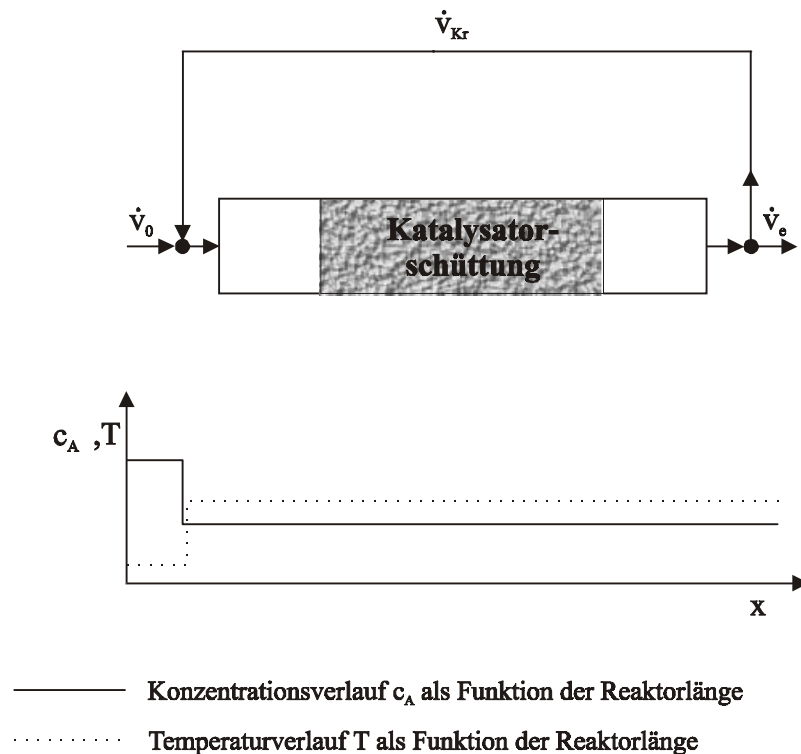 v̇Kr
v̇0
v̇e
Katalysator-
schüttung
cA ,T
x
Konzentrationsverlauf cA als Funktion der Reaktorlänge
Temperaturverlauf T als Funktion der Reaktorlänge